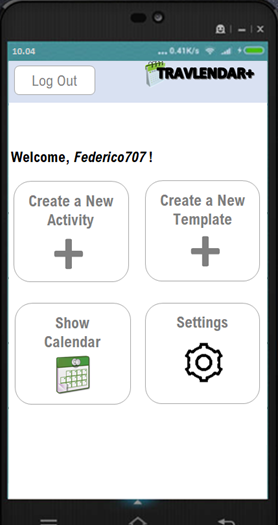 10.04
... 0.41K/s
Log Out
TRAVLENDAR+
Welcome, Federico707 !
Create a New
Activity
Create a New
Template
Show
Calendar
Settings